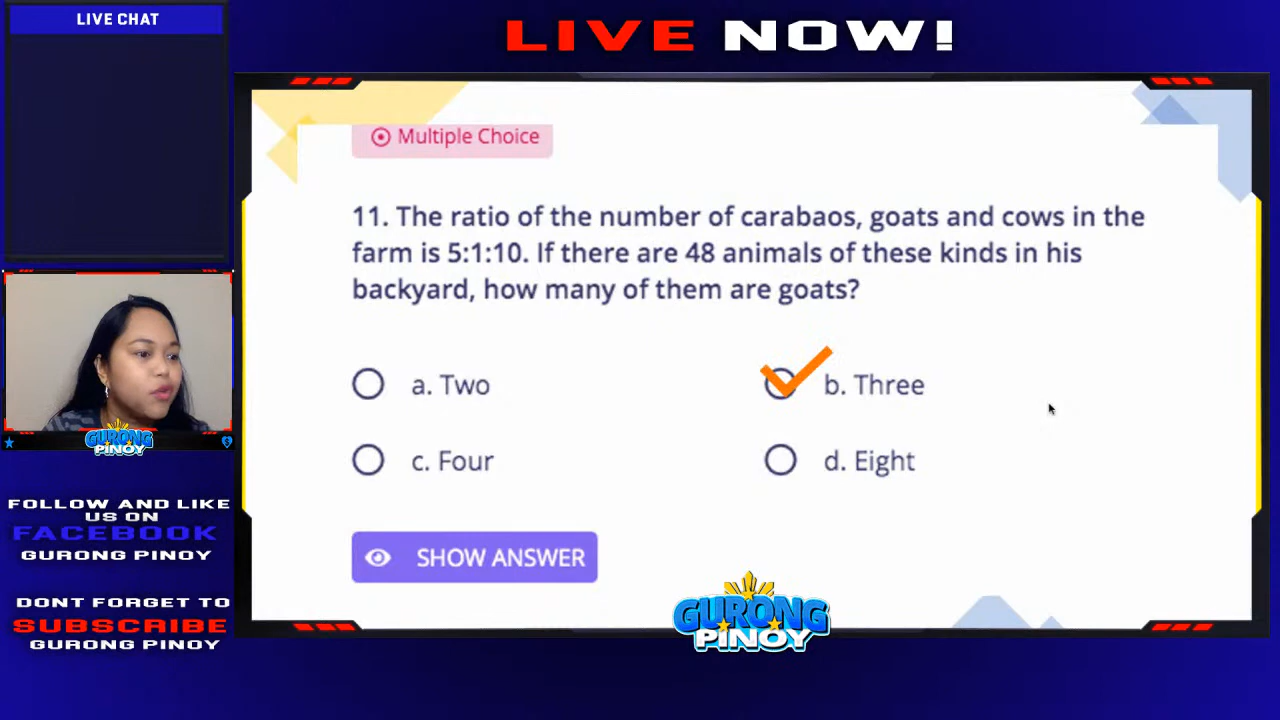 LIVE CHAT
LIVE NOW!
Multiple Choice
11. The ratio of the number of carabaos, goats and cows in the
farm is 5:1:10. If there are 48 animals of these kinds in his
backyard, how many of them are goats?
a. Two
b. Three
c. Four
d. Eight
SHOW ANSWER
GURONG
PINOY
FOLLOW AND LIKE
US ON
FACEBOOK
GURONG PINOY
DONT FORGET TO
SUBSCRIBE
GURONG PINOY
GURONG
PINOY